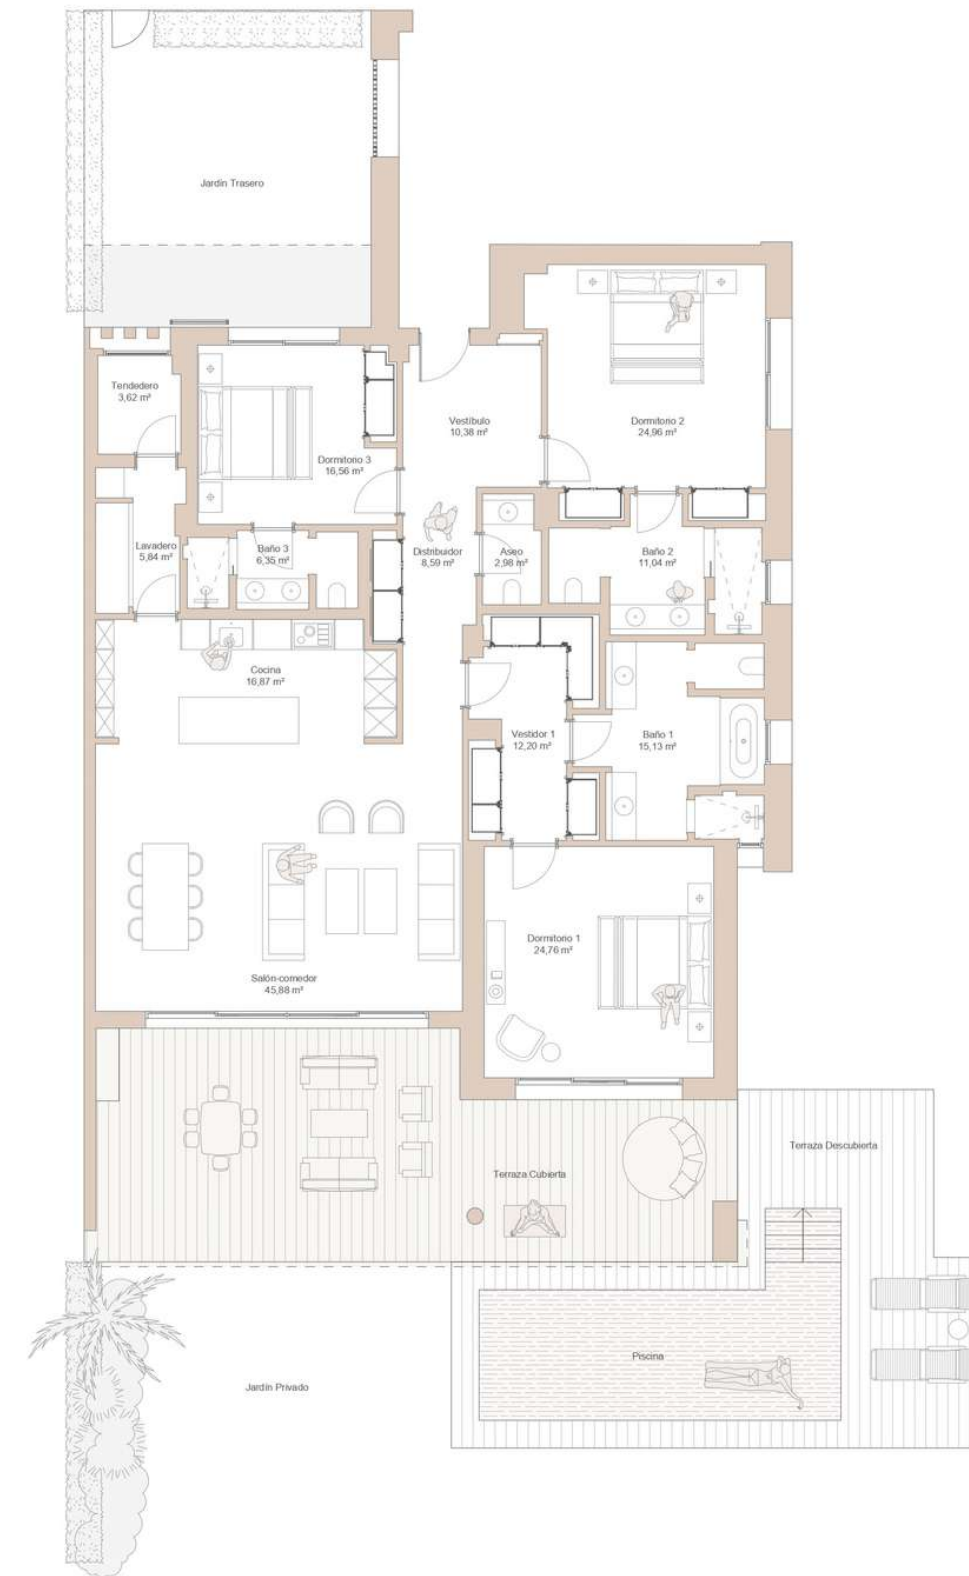 Jardín Trasero
Tendedero
3,62 m²
Vestíbulo
10,38 m²
Dormitorio 2
24,96 m²
Dormitorio 3
16,56 m²
Lavadero
5,84 m²
Baño 3
6,35 m²
Distribuidor
8,59 m²
Aseo
2,98 m²
Baño 2
11,04 m²
Cocina
16,87 m²
Vestidor 1
12,20 m²
Baño 1
15,13 m²
Dormitorio 1
24,76 m²
Salón-comedor
45,88 m²
Terraza Cubierta
Terraza Descubierta
Piscina
Jardín Privado